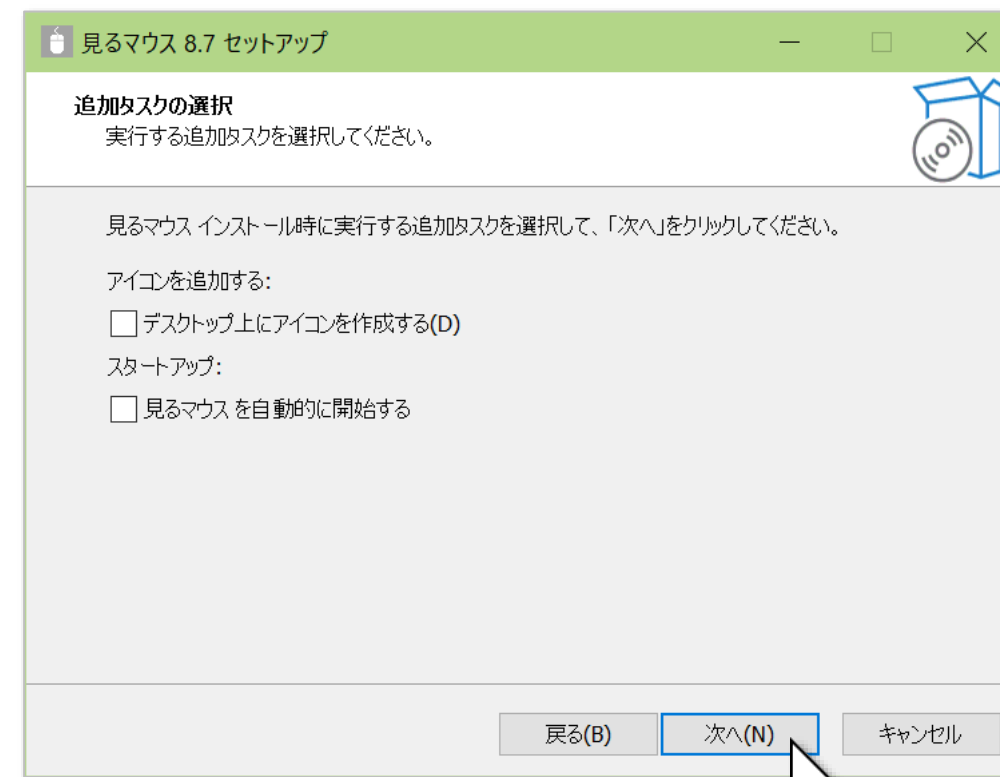 見るマウス 8.7 セットアップ
追加タスクの選択
実行する追加タスクを選択してください。
見るマウス インストール時に実行する追加タスクを選択して、「次へ」をクリックしてください。
アイコンを追加する:
デスクトップ上にアイコンを作成する(D)
スタートアップ:
見るマウス を自動的に開始する
戻る(B)
次へ(N)
キャンセル